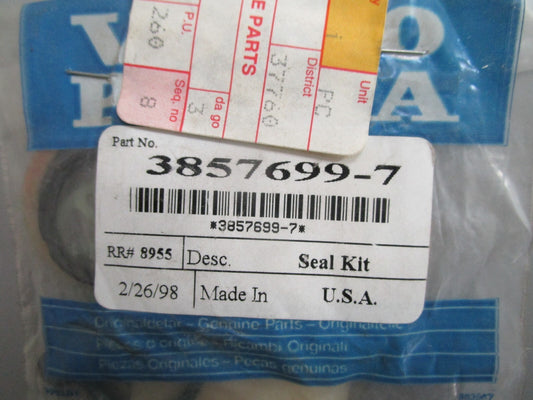 Unit
PC
District
37760
E PARTS
da go
3
P.U.
260
Seq. no
8
Part No.
3857699-7
*3857699-7*
RR# 8955
Desc.
Seal Kit
2/26/98
Made In
U.S.A.
Originaldelar - Genuine Parts - Originalteile
Pièces d'origine - Ricambi Originali
Piezas Originales - Peças genuinas